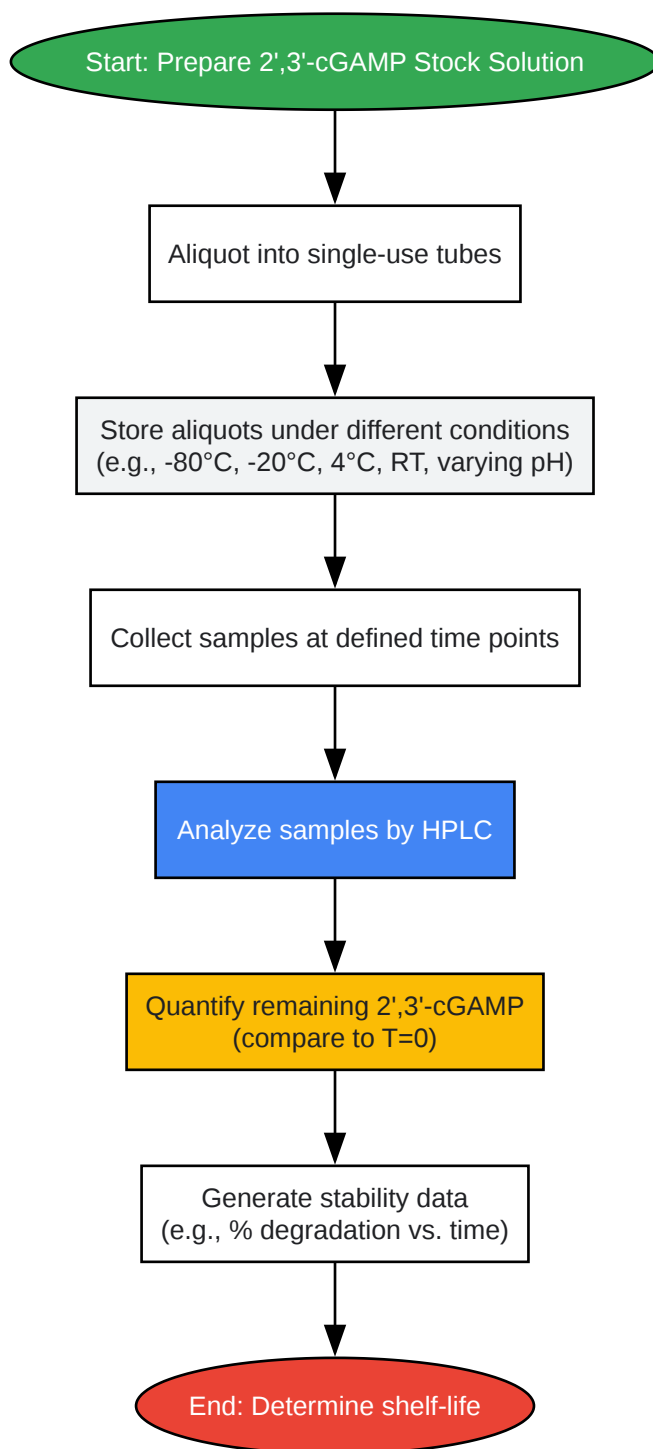 Start: Prepare 2',3'-cGAMP Stock Solution
Aliquot into single-use tubes
Store aliquots under different conditions
(e.g., -80°C, -20°C, 4°C, RT, varying pH)
Collect samples at defined time points
Analyze samples by HPLC
Quantify remaining 2',3'-cGAMP
(compare to T=0)
Generate stability data
(e.g., % degradation vs. time)
End: Determine shelf-life